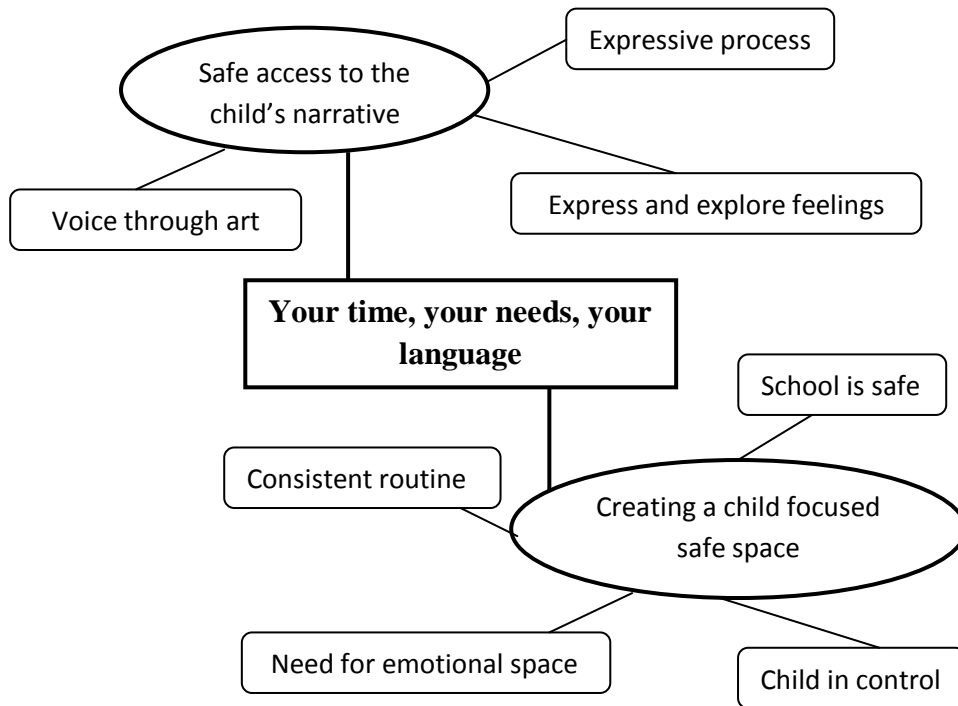 Expressive process
Safe access to the
child’s narrative
Voice through art
Express and explore feelings
Your time, your needs, your
language
School is safe
Consistent routine
Creating a child focused
safe space
Need for emotional space
Child in control